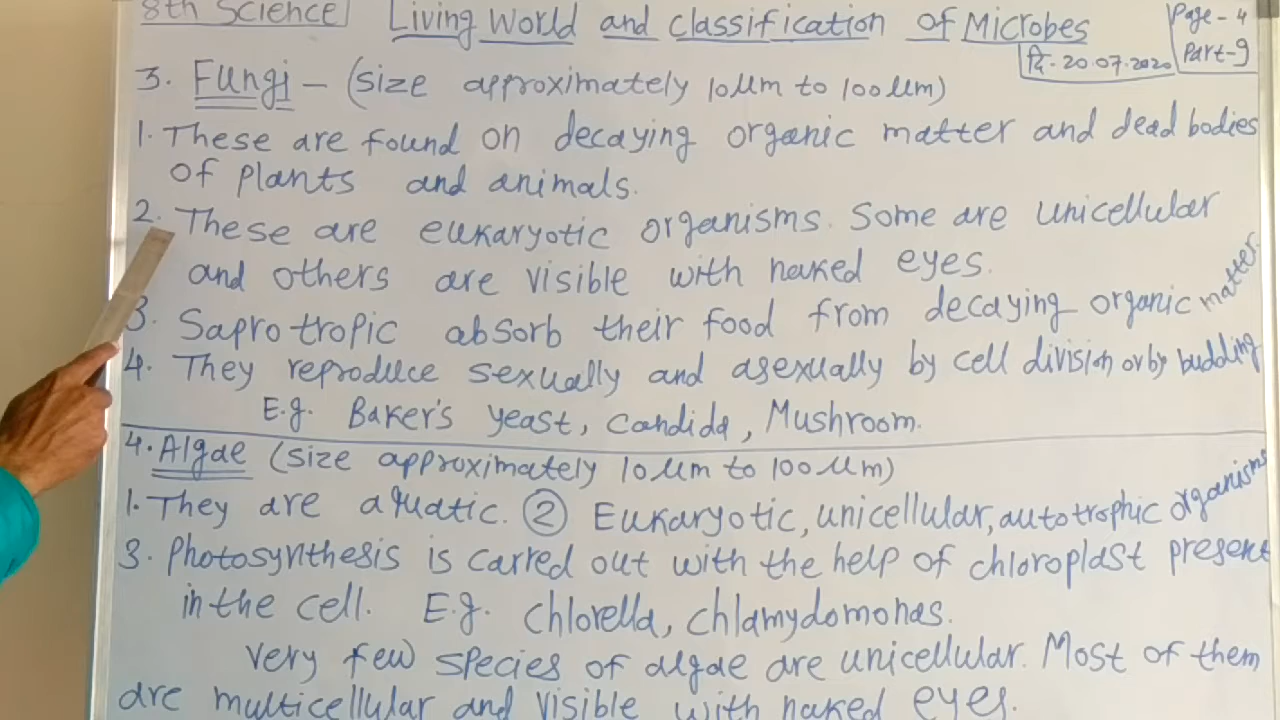 8th Science Living World and classification of Microbes
Page-4
Part-9
Dt. 20.07.2020
3. Fungi - (size approximately 10µm to 100µm)
1. These are found on decaying organic matter and dead bodies
of plants and animals.
2. These are eukaryotic organisms. Some are unicellular
and others are visible with naked eyes.
3. Saprotropic absorb their food from decaying organic matter.
4. They reproduce sexually and asexually by cell division or by budding
E.g. Baker's yeast, candida, Mushroom.
4. Algae (size approximately 10µm to 100µm)
1. They are aquatic. ② Eukaryotic, unicellular, autotrophic organisms
3. Photosynthesis is carred out with the help of chloroplast present
in the cell. E.g. Chlorella, chlamydomonas.
very few species of algae are unicellular. Most of them
are multicellular and visible with naked eyes.